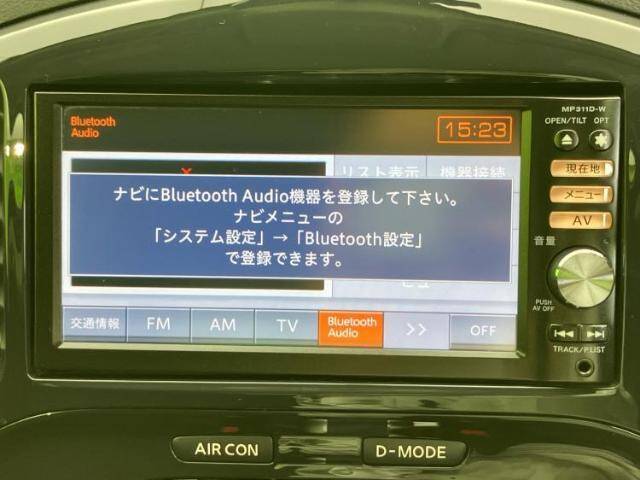 MP311D-W
Bluetooth
Audio
15:23
OPEN/TILT OPT
リスト表示 機器接続
現在地
ナビにBluetooth Audio機器を登録して下さい。
ナビメニューの
「システム設定」→「Bluetooth設定」
で登録できます。
メニュー
AV
音量
PUSH
AV OFF
交通情報 FM AM TV Bluetooth
Audio >> OFF
TRACK/P.LIST
AIR CON D-MODE